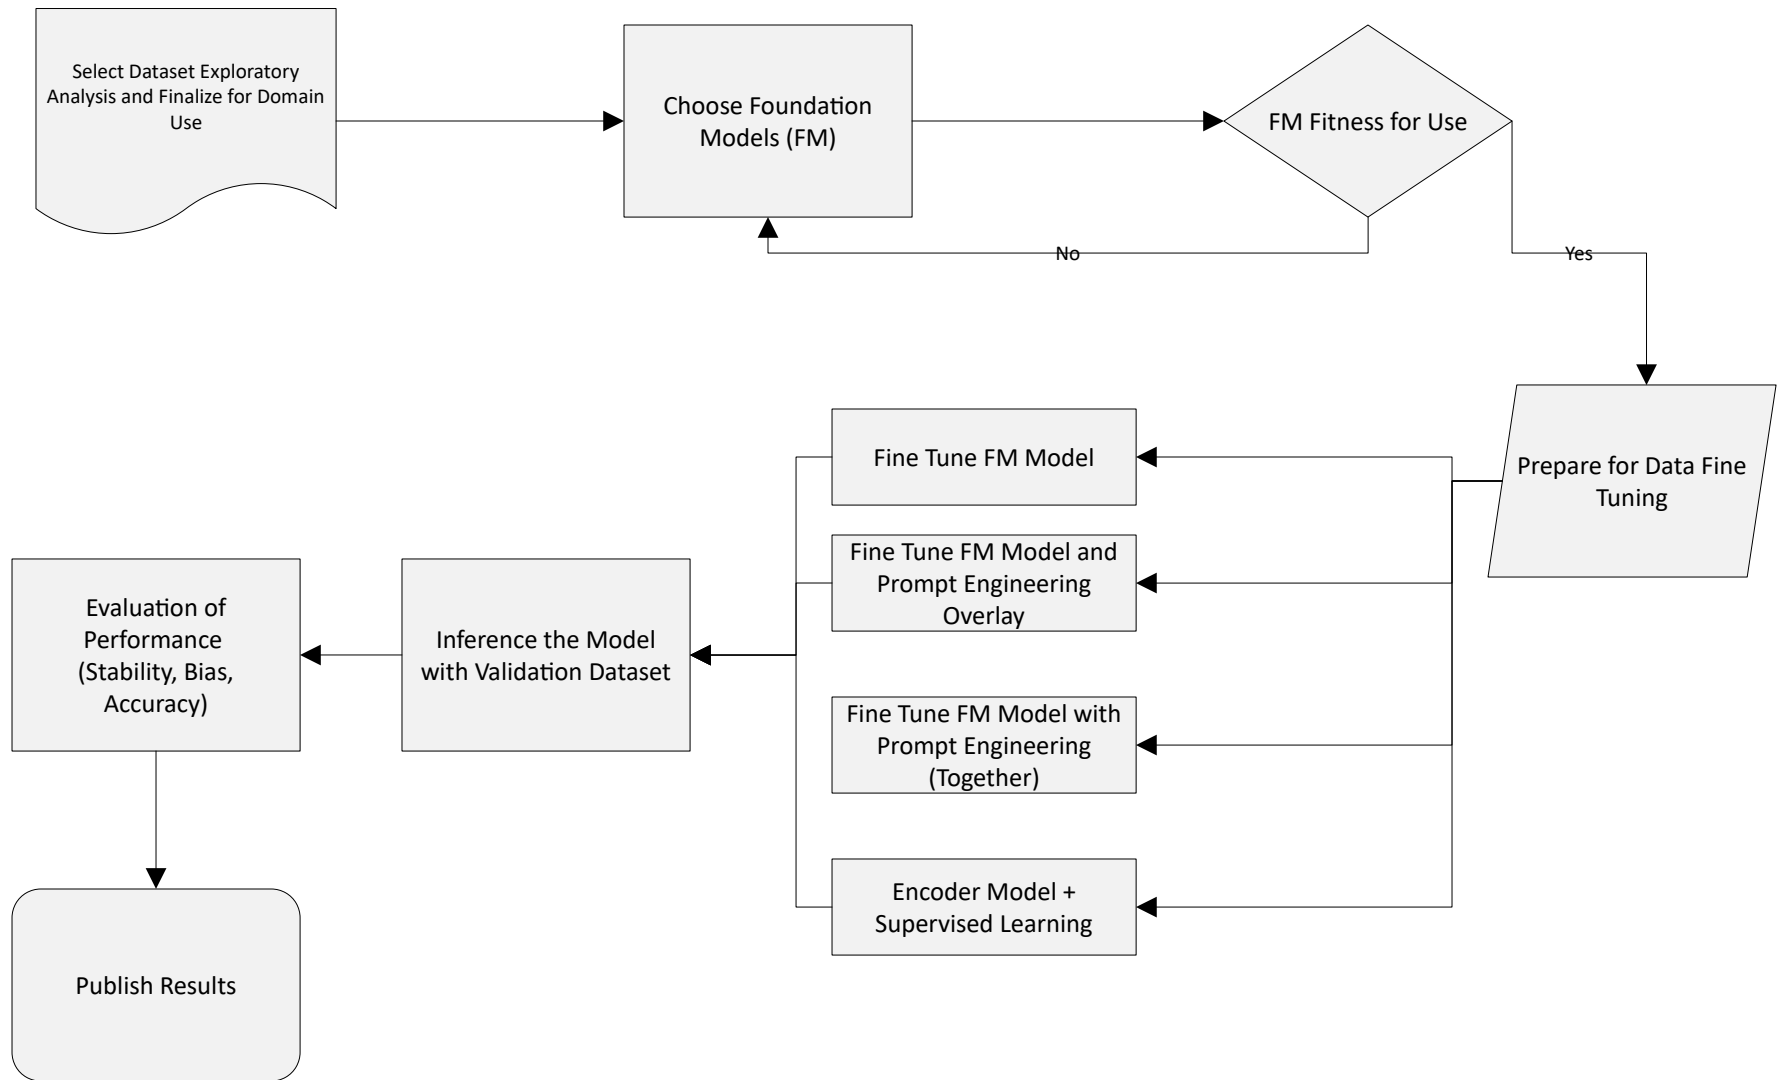 Select Dataset Exploratory
Analysis and Finalize for Domain
Use
Choose Foundation
Models (FM)
FM Fitness for Use
No
Yes
Prepare for Data Fine
Tuning
Fine Tune FM Model
Fine Tune FM Model and
Prompt Engineering
Overlay
Fine Tune FM Model with
Prompt Engineering
(Together)
Encoder Model +
Supervised Learning
Inference the Model
with Validation Dataset
Evaluation of
Performance
(Stability, Bias,
Accuracy)
Publish Results